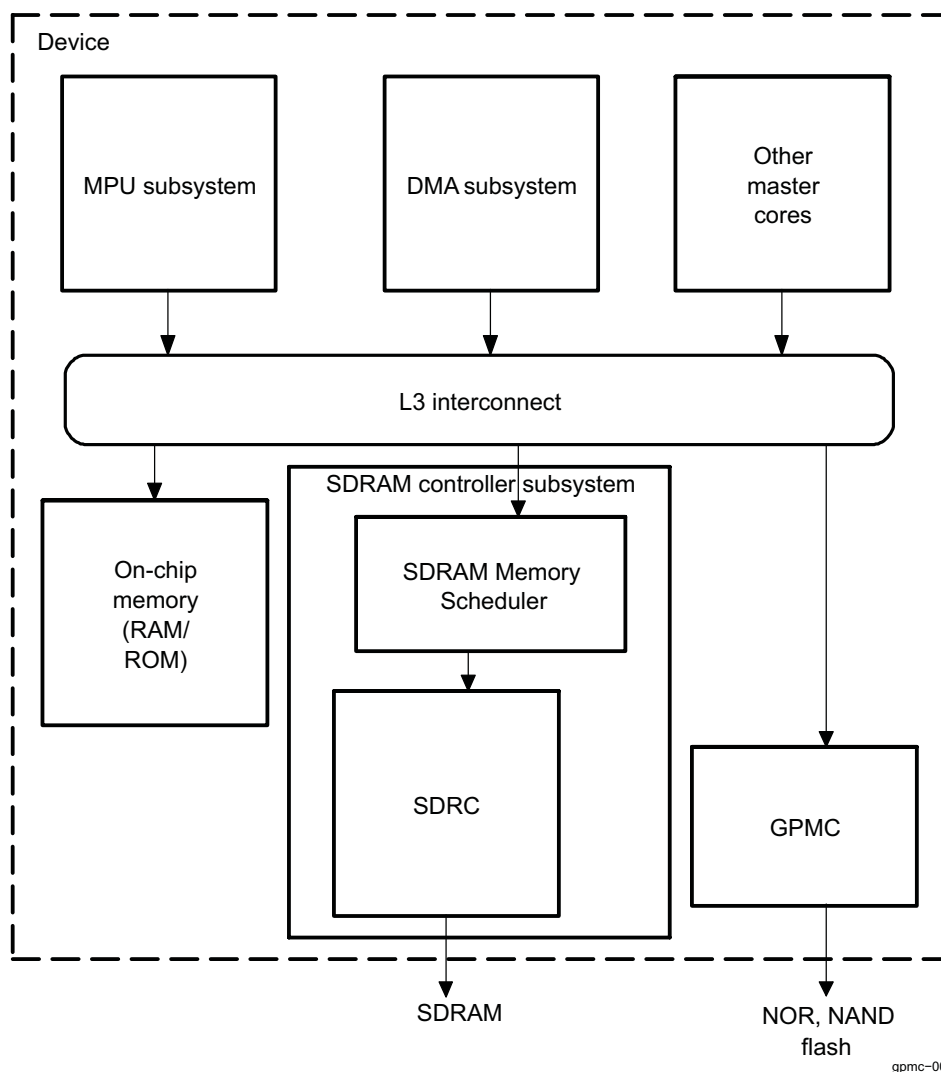 Device
MPU subsystem
DMA subsystem
Other
master
cores
L3 interconnect
SDRAM controller subsystem
On-chip
memory
(RAM/
ROM)
SDRAM Memory
Scheduler
SDRC
GPMC
SDRAM
NOR, NAND
flash